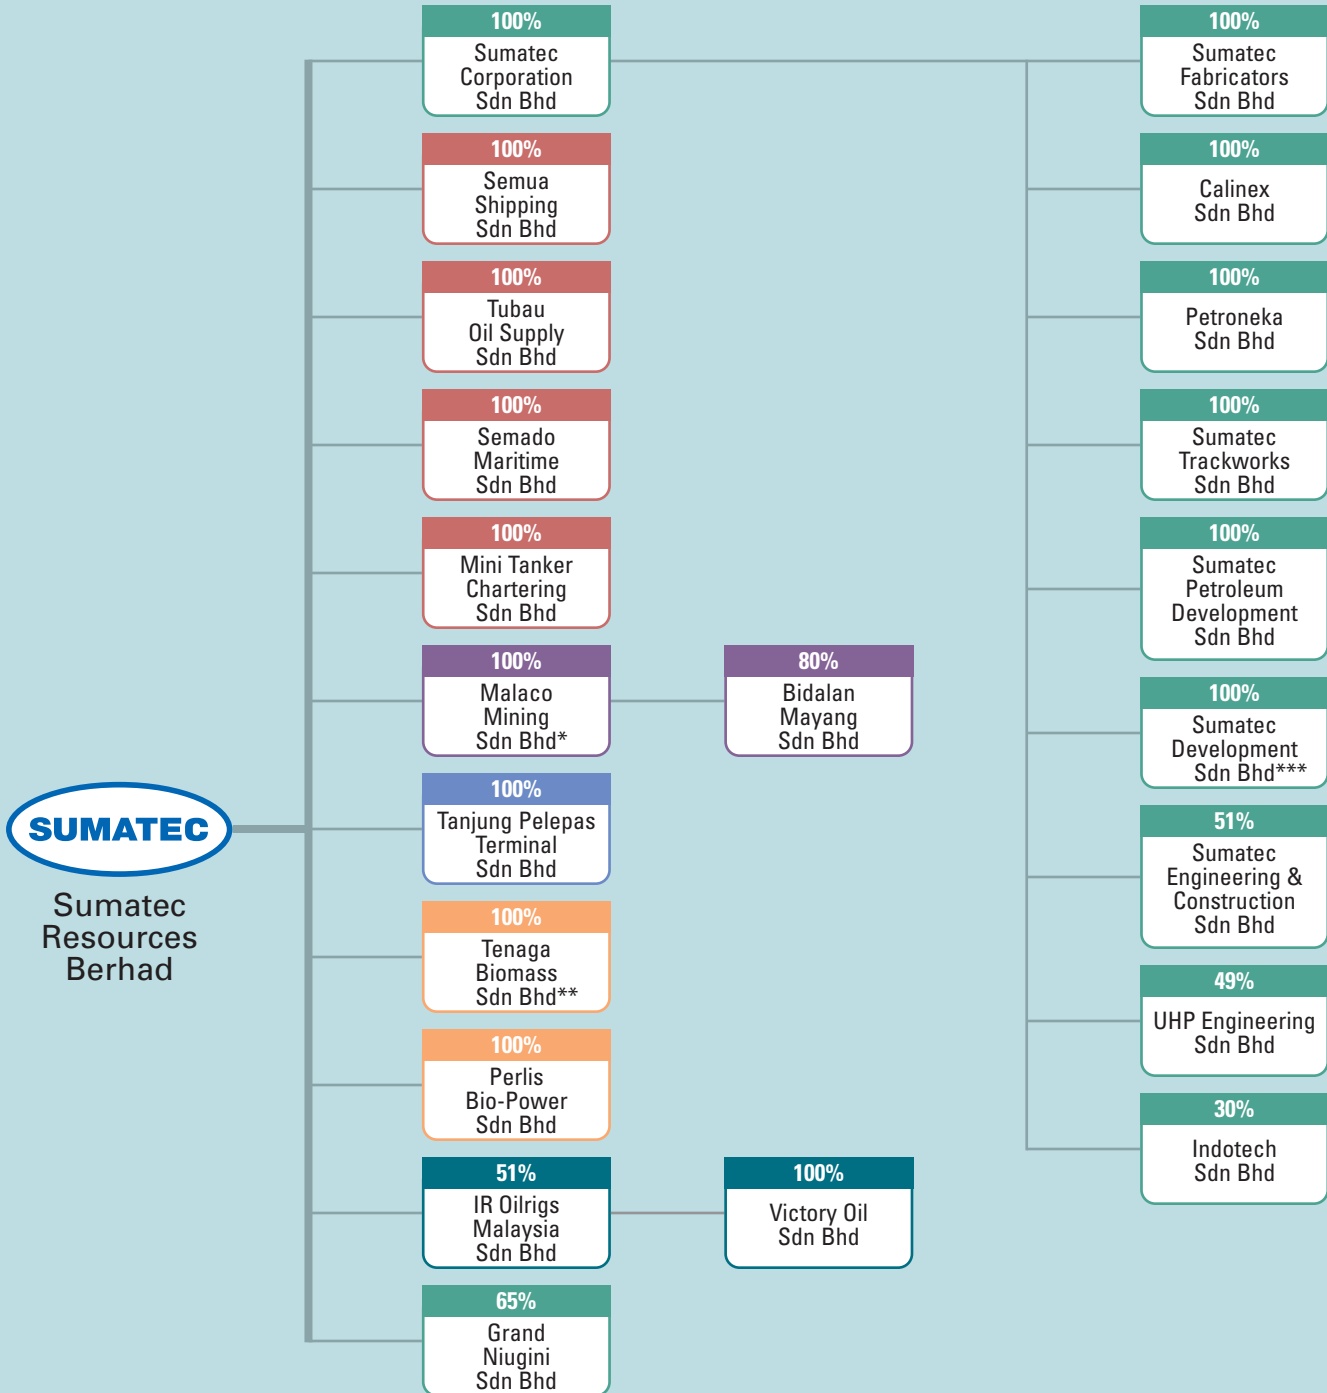 SUMATEC
Sumatec
Resources
Berhad
100%
Sumatec
Corporation
Sdn Bhd
100%
Semua
Shipping
Sdn Bhd
100%
Tubau
Oil Supply
Sdn Bhd
100%
Semado
Maritime
Sdn Bhd
100%
Mini Tanker
Chartering
Sdn Bhd
100%
Malaco
Mining
Sdn Bhd*
100%
Tanjung Pelepas
Terminal
Sdn Bhd
100%
Tenaga
Biomass
Sdn Bhd**
100%
Perlis
Bio-Power
Sdn Bhd
51%
IR Oilrigs
Malaysia
Sdn Bhd
65%
Grand
Niugini
Sdn Bhd
80%
Bidalan
Mayang
Sdn Bhd
100%
Victory Oil
Sdn Bhd
100%
Sumatec
Fabricators
Sdn Bhd
100%
Calinex
Sdn Bhd
100%
Petroneka
Sdn Bhd
100%
Sumatec
Trackworks
Sdn Bhd
100%
Sumatec
Petroleum
Development
Sdn Bhd
100%
Sumatec
Development
Sdn Bhd***
51%
Sumatec
Engineering &
Construction
Sdn Bhd
49%
UHP Engineering
Sdn Bhd
30%
Indotech
Sdn Bhd